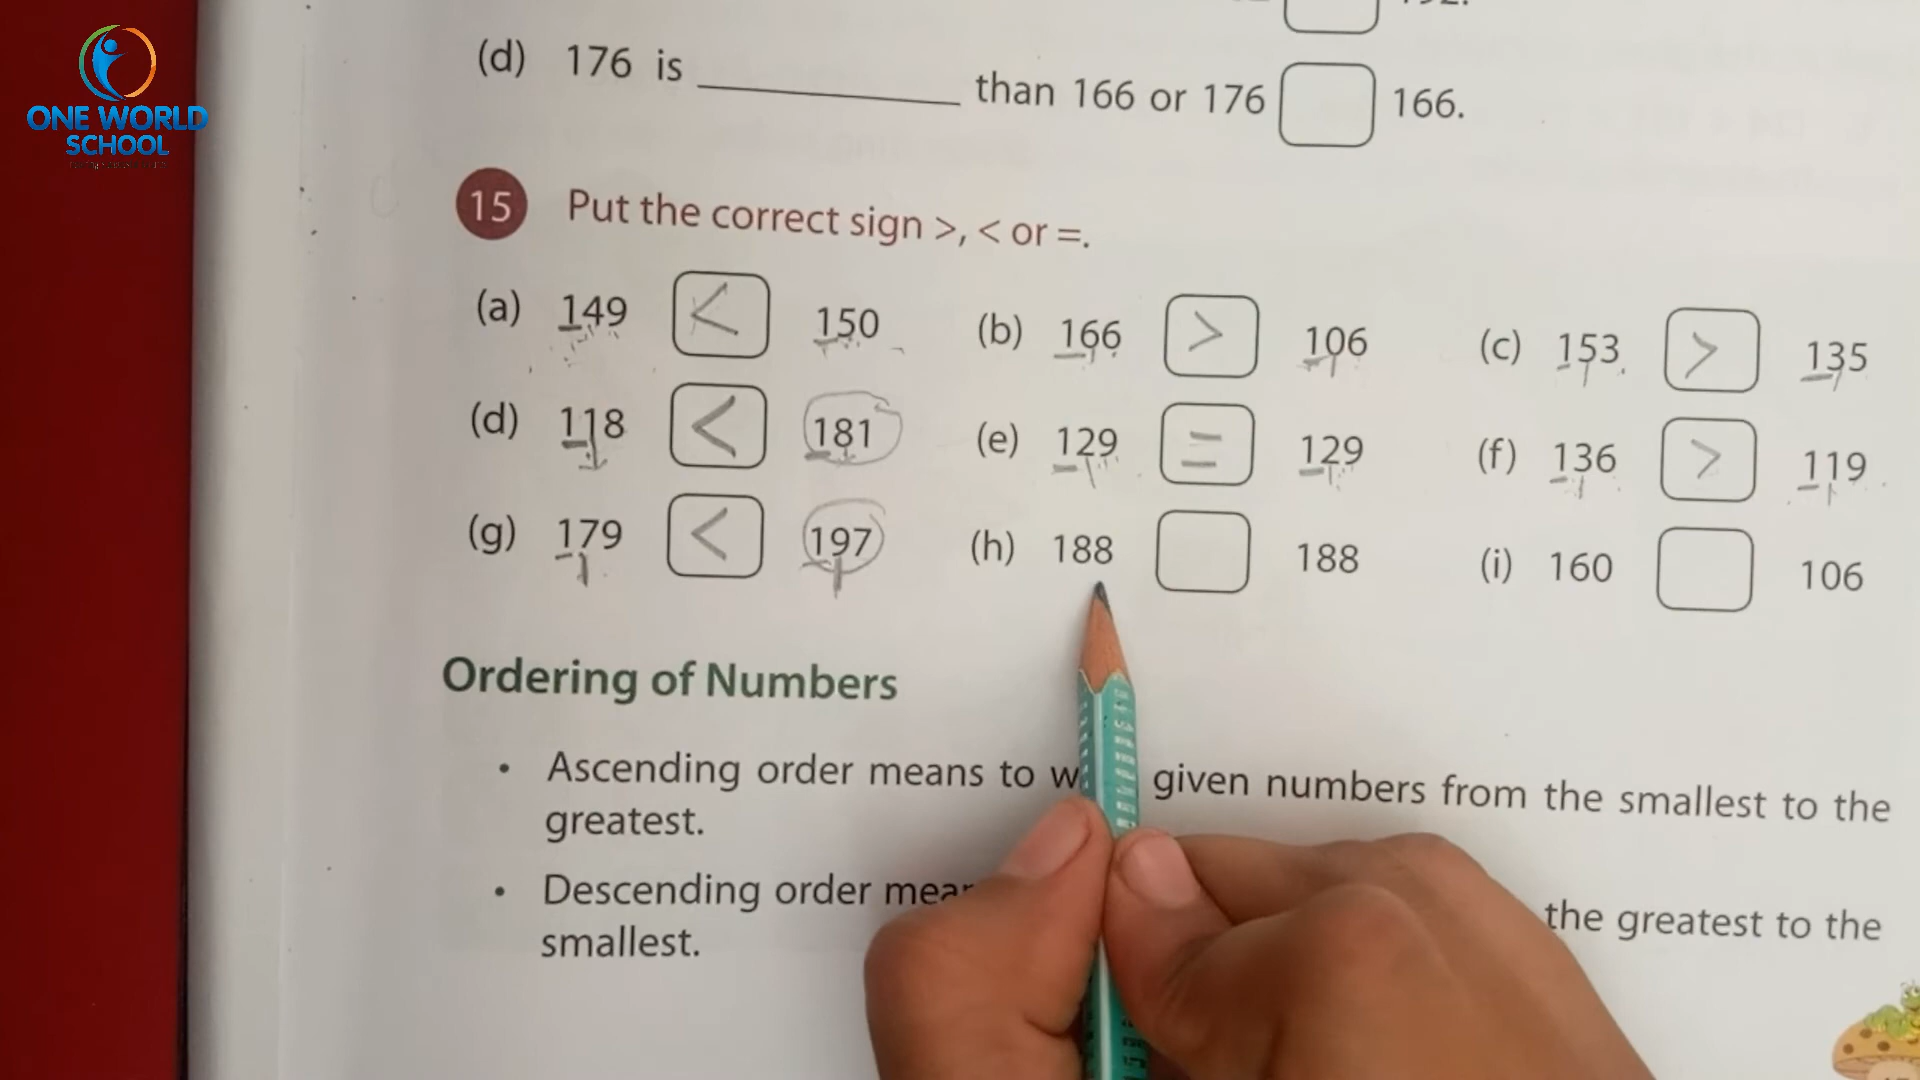 ONE WORLD
SCHOOL
(d) 176 is __________ than 166 or 176 166.
15 Put the correct sign >, < or =.
(a) 149 < 150 (b) 166 > 106 (c) 153 > 135
(d) 118 < 181 (e) 129 = 129 (f) 136 > 119
(g) 179 < 197 (h) 188 188 (i) 160 106
Ordering of Numbers
• Ascending order means to given numbers from the smallest to the
greatest.
• Descending order the greatest to the
smallest.